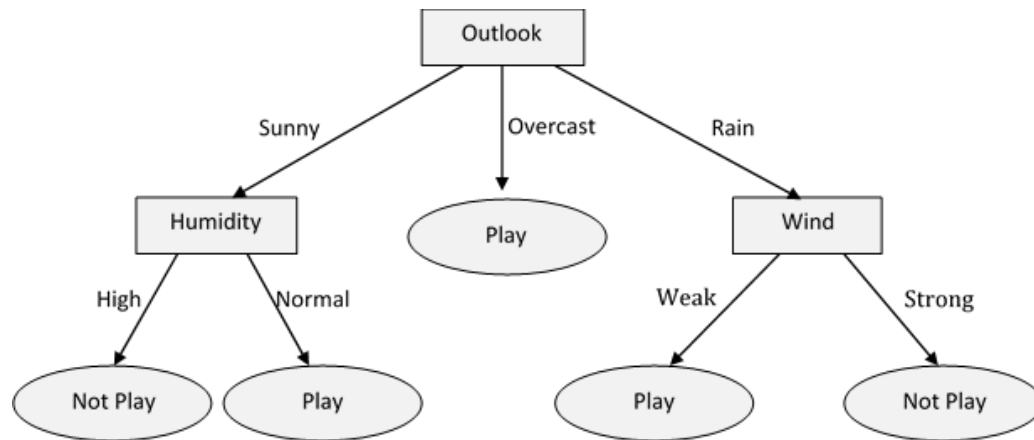 Outlook
Sunny
Overcast
Rain
Humidity
Play
Wind
High
Normal
Weak
Strong
Not Play
Play
Play
Not Play